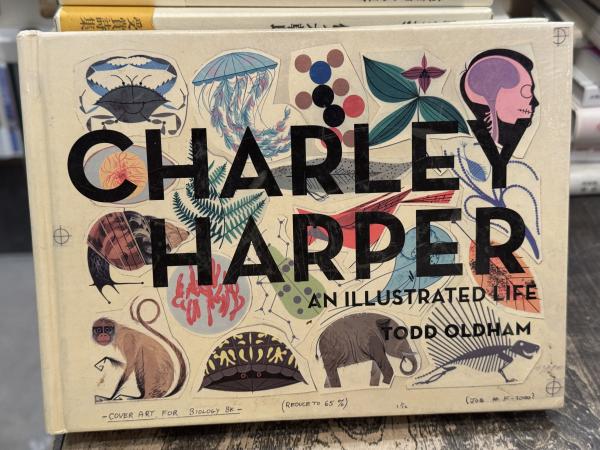 CHARLEY
HARPER
AN ILLUSTRATED LIFE
TODD OLDHAM
- COVER ART FOR BIOLOGY BK -
(REDUCE TO 65 %)